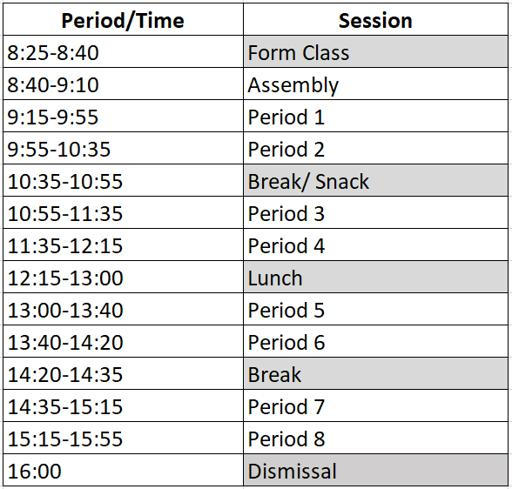 Period/Time Session
8:25-8:40 Form Class
8:40-9:10 Assembly
9:15-9:55 Period 1
9:55-10:35 Period 2
10:35-10:55 Break/ Snack
10:55-11:35 Period 3
11:35-12:15 Period 4
12:15-13:00 Lunch
13:00-13:40 Period 5
13:40-14:20 Period 6
14:20-14:35 Break
14:35-15:15 Period 7
15:15-15:55 Period 8
16:00 Dismissal